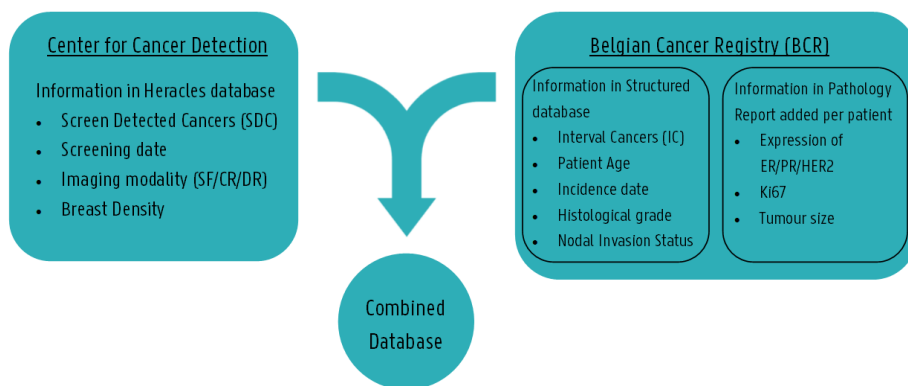 Center for Cancer Detection
Information in Heracles database
• Screen Detected Cancers (SDC)
• Screening date
• Imaging modality (SF/CR/DR)
• Breast Density
Belgian Cancer Registry (BCR)
Information in Structured
database
• Interval Cancers (IC)
• Patient Age
• Incidence date
• Histological grade
• Nodal Invasion Status
Information in Pathology
Report added per patient
• Expression of
ER/PR/HER2
• Ki67
• Tumour size
Combined
Database